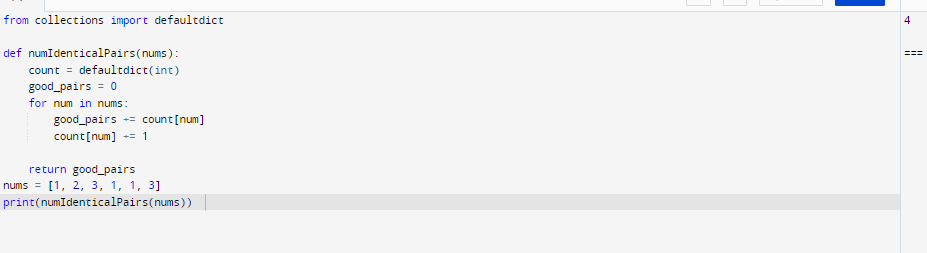 from collections import defaultdict
4

def numIdenticalPairs(nums):
===
    count = defaultdict(int)
    good_pairs = 0
    for num in nums:
        good_pairs += count[num]
        count[num] += 1

    return good_pairs
nums = [1, 2, 3, 1, 1, 3]
print(numIdenticalPairs(nums))